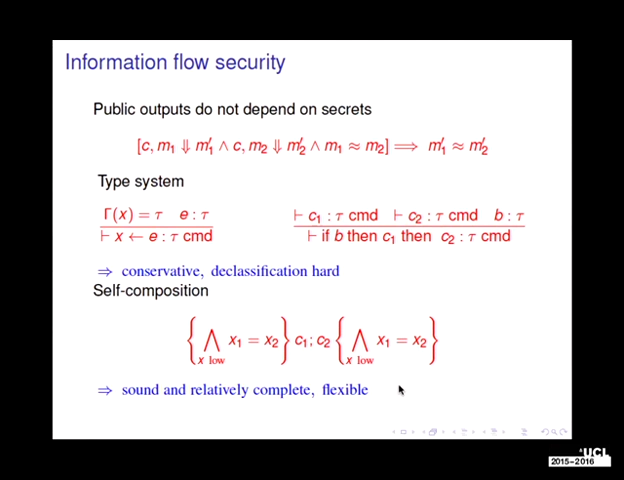 Information flow security
Public outputs do not depend on secrets
[c, m1 ⇓ m′1 ∧ c, m2 ⇓ m′2 ∧ m1 ≈ m2] ⟹ m′1 ≈ m′2
Type system
Γ(x) = τ e : τ
⊢ x ← e : τ cmd
⊢ c1 : τ cmd ⊢ c2 : τ cmd b : τ
⊢ if b then c1 then c2 : τ cmd
⇒ conservative, declassification hard
Self-composition
{ ⋀ x1 = x2 } c1; c2 { ⋀ x1 = x2 }
x low x low
⇒ sound and relatively complete, flexible
UCL
2015-2016